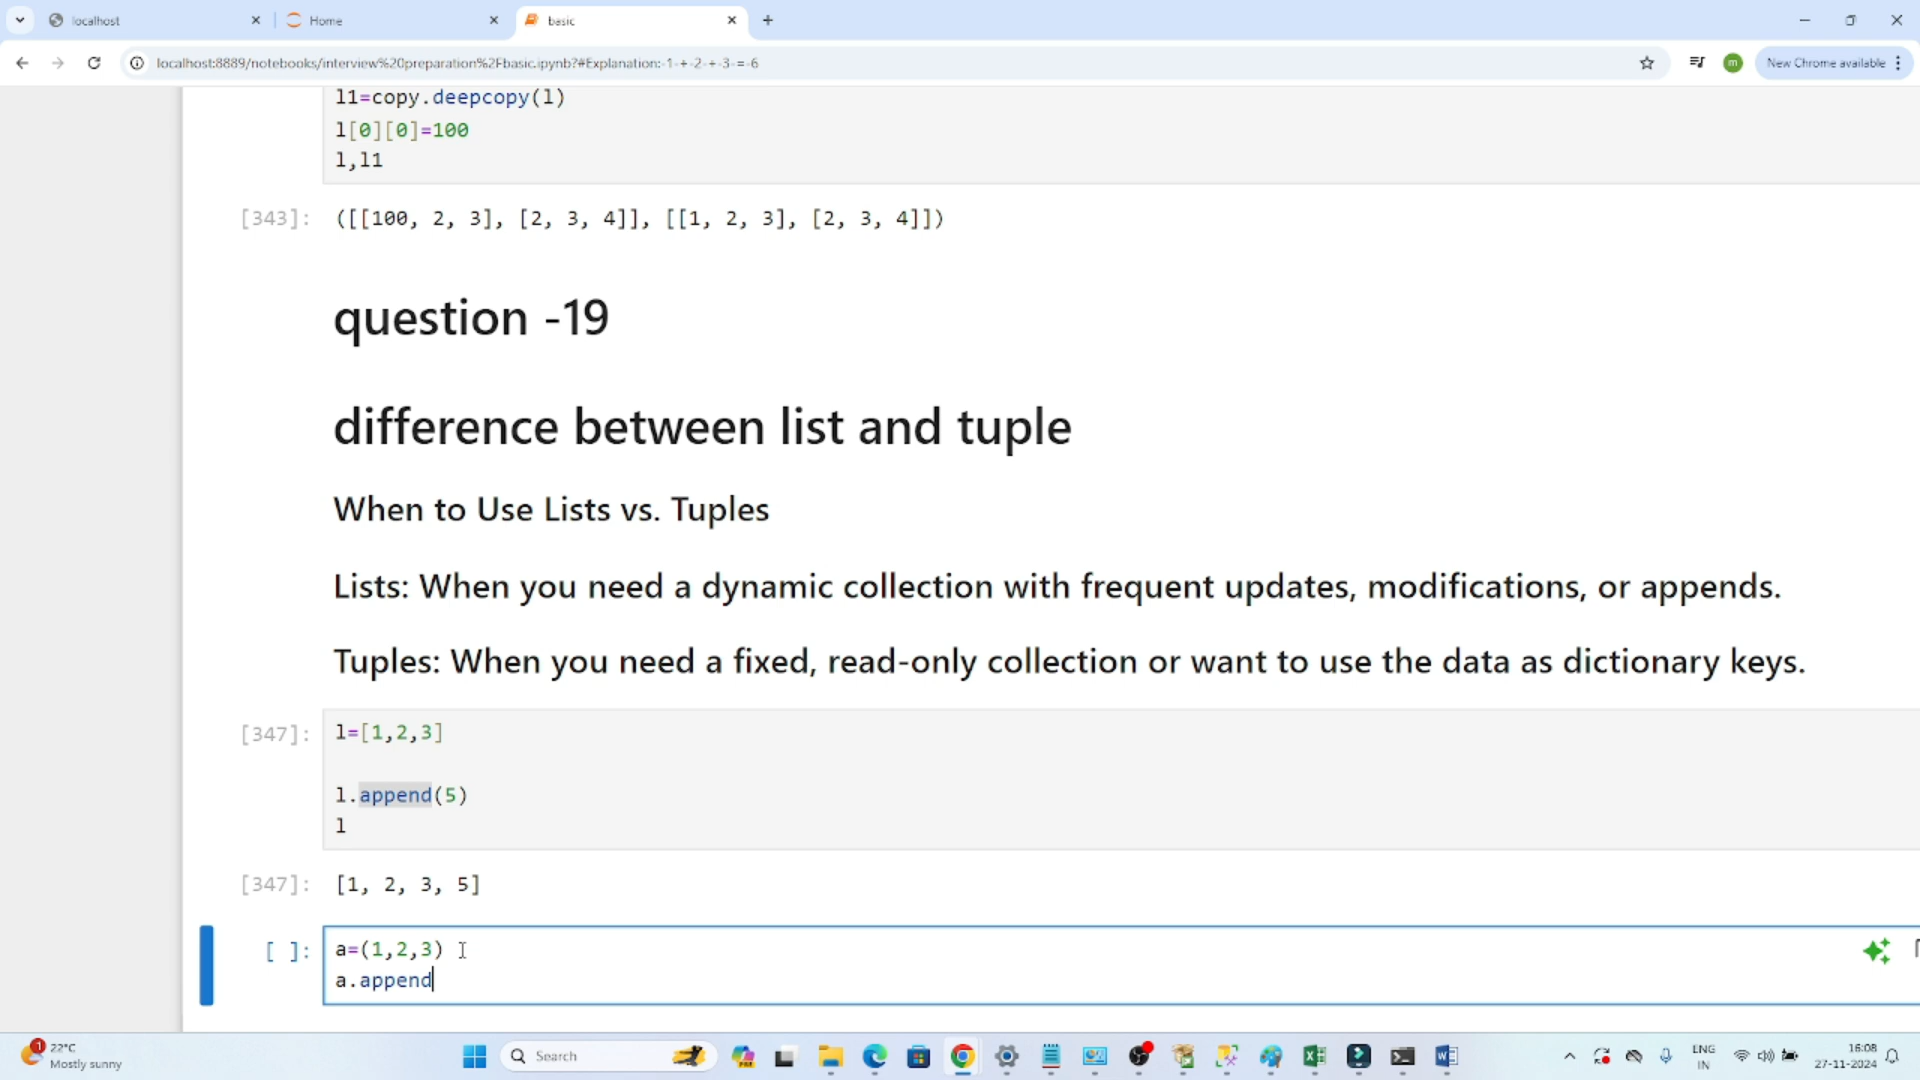 localhost
Home
basic
localhost:8889/notebooks/interview%20preparation%2Fbasic.ipynb?#Explanation:-1-+-2-+-3-=-6
m
New Chrome available
l1=copy.deepcopy(l)
l[0][0]=100
l,l1
[343]: ([[100, 2, 3], [2, 3, 4]], [[1, 2, 3], [2, 3, 4]])
question -19
difference between list and tuple
When to Use Lists vs. Tuples
Lists: When you need a dynamic collection with frequent updates, modifications, or appends.
Tuples: When you need a fixed, read-only collection or want to use the data as dictionary keys.
[347]: l=[1,2,3]
l.append(5)
l
[347]: [1, 2, 3, 5]
[ ]: a=(1,2,3)
a.append
1
22°C
Mostly sunny
Search
ENG
IN
16:08
27-11-2024